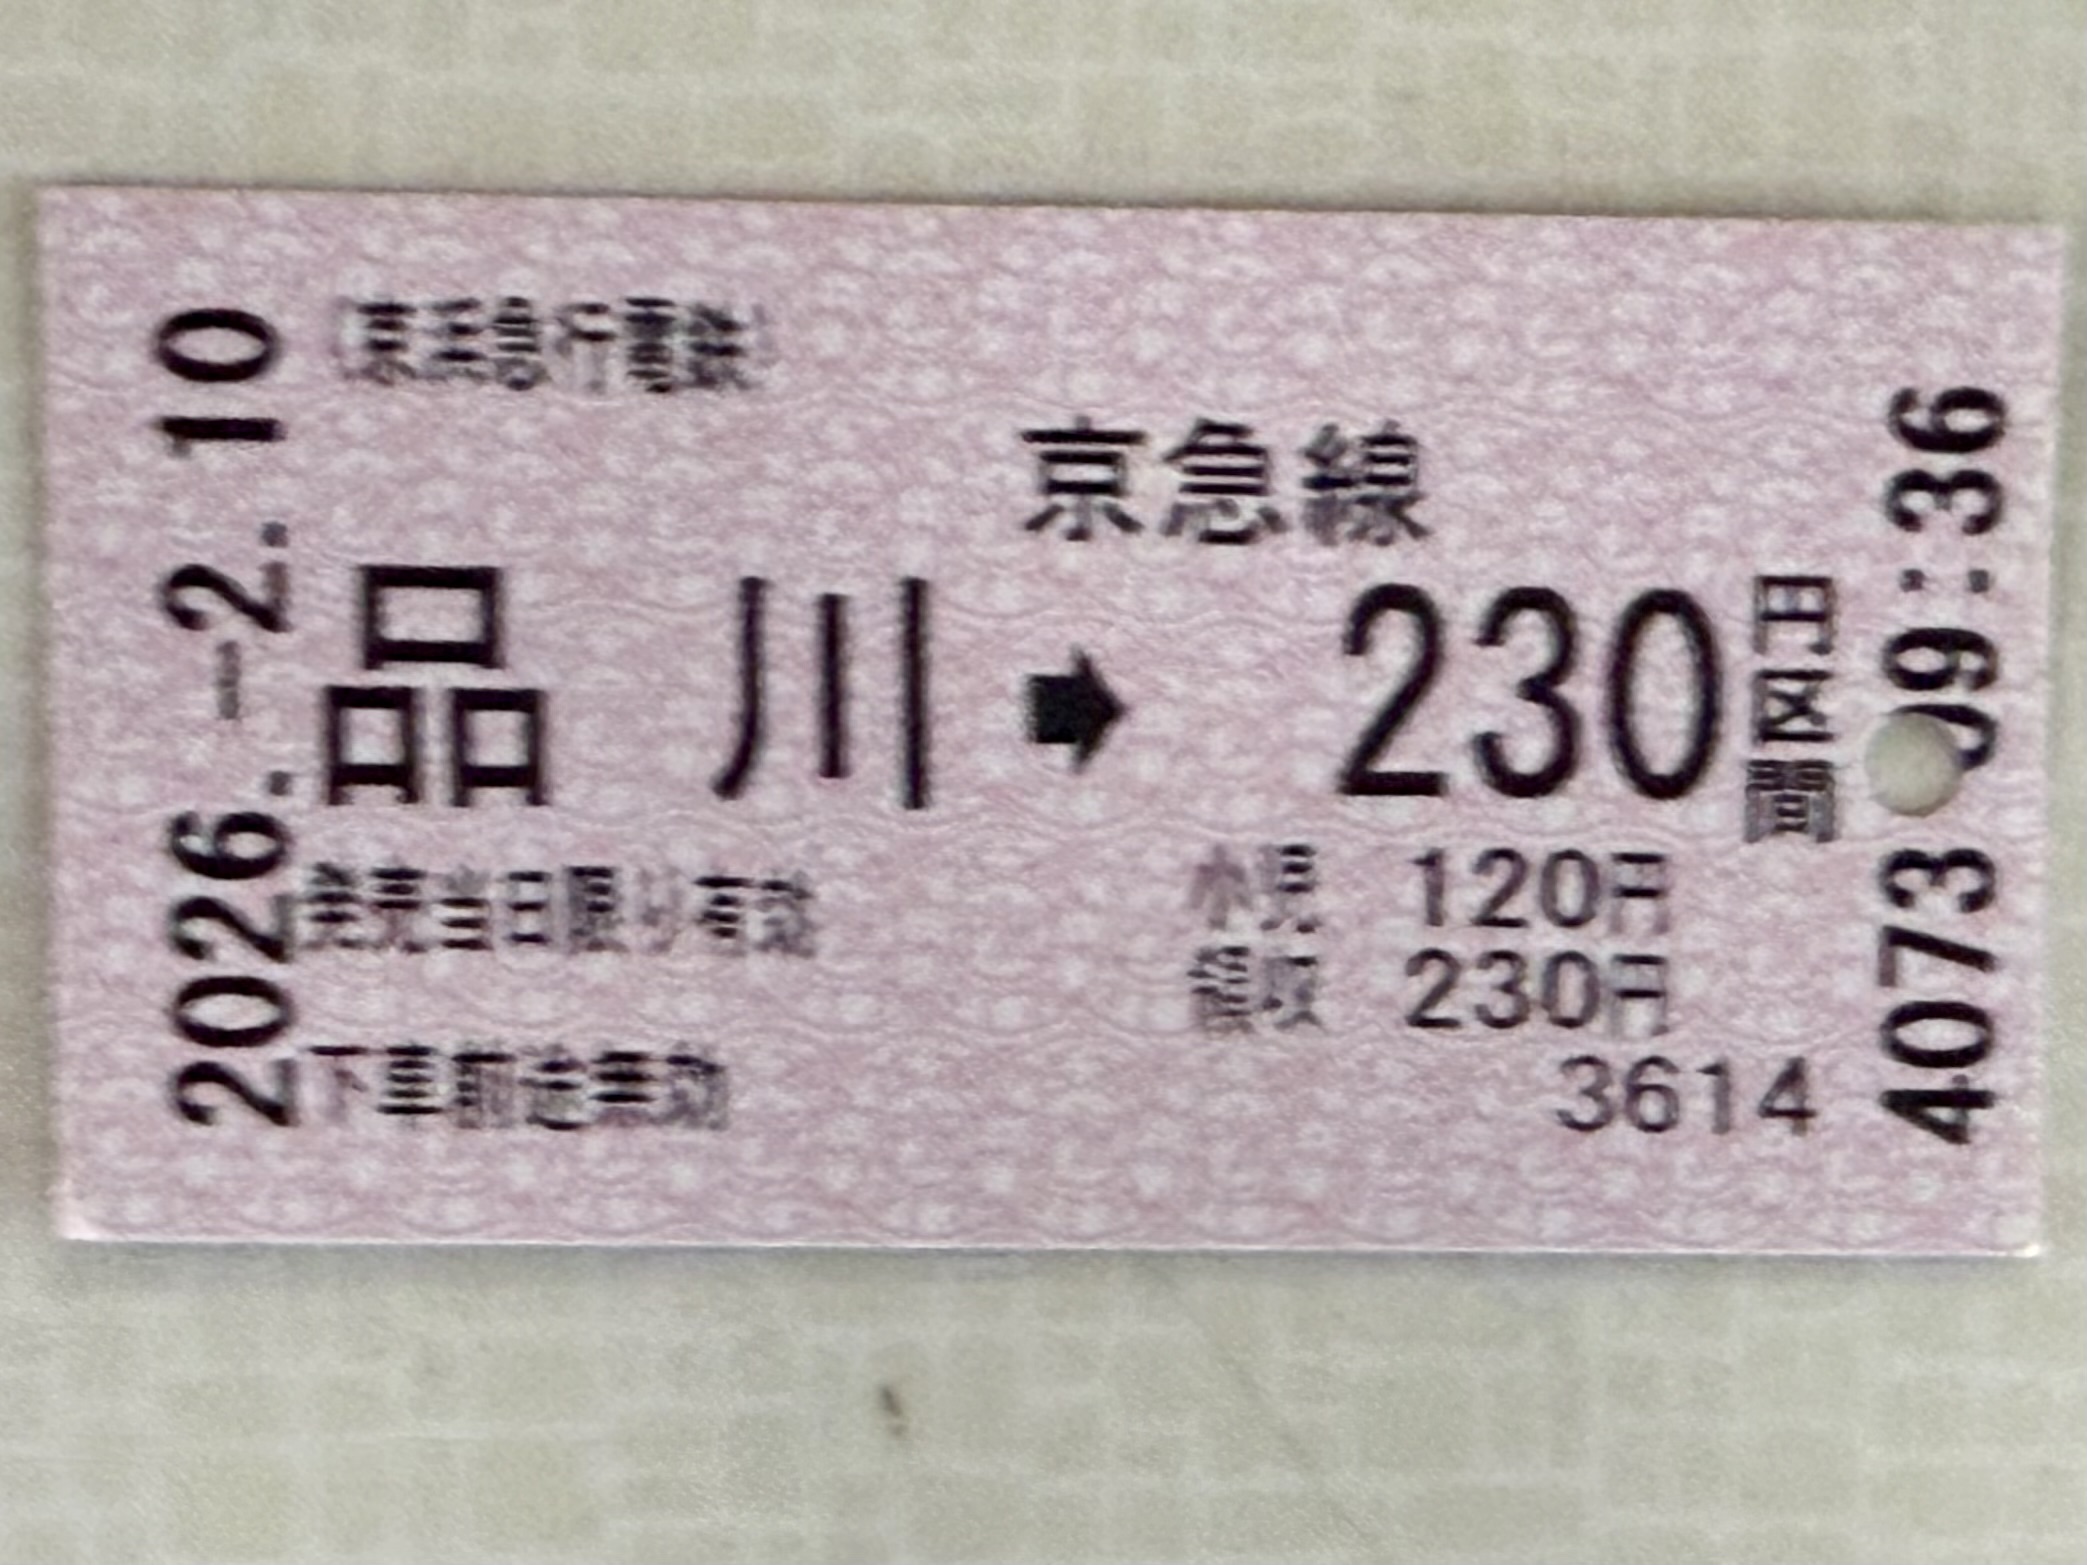 2026.-2.10
(京浜急行電鉄)
京急線
品川➡230円区間
発売当日限り有効
小児 120円
領収 230円
下車前途無効
3614
4073 09:36